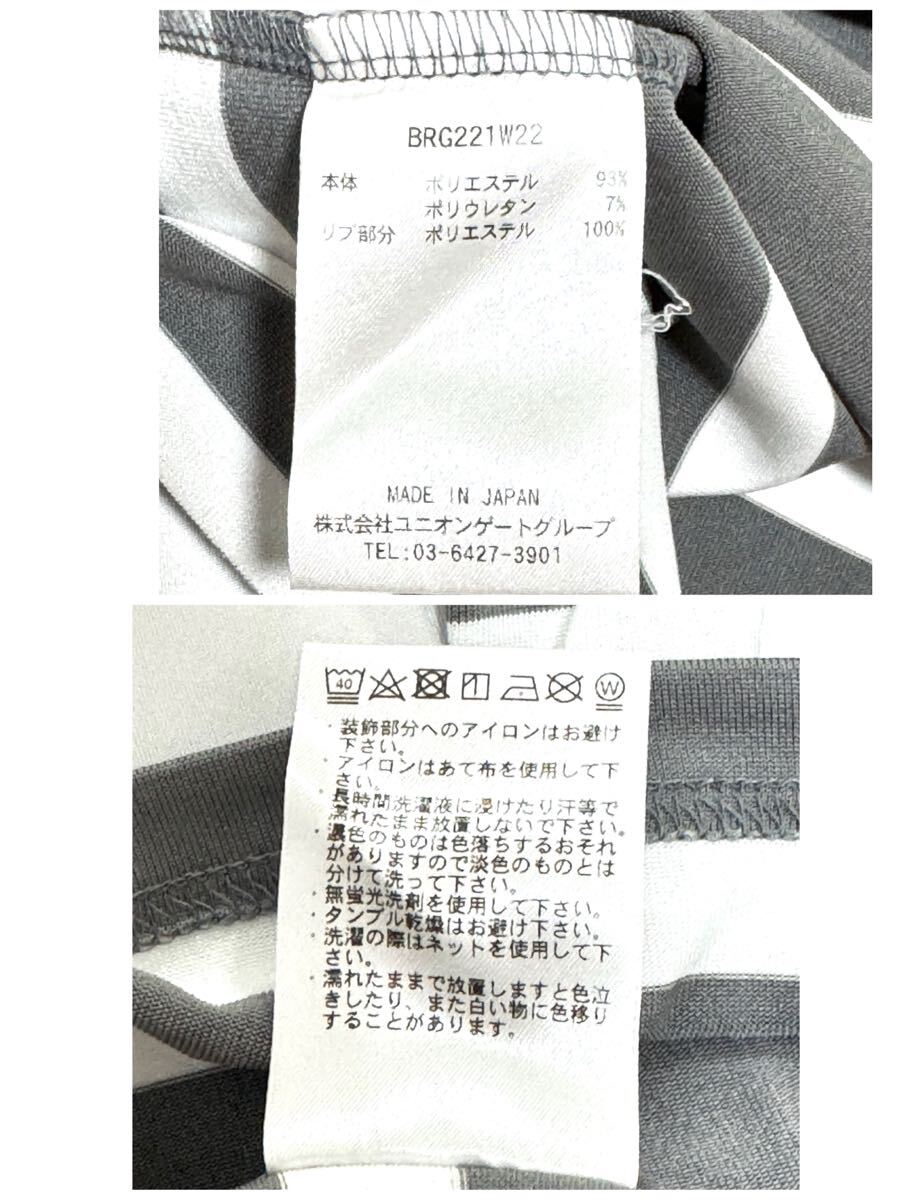 BRG221W22
本体 ポリエステル 93%
ポリウレタン 7%
リブ部分 ポリエステル 100%
MADE IN JAPAN
株式会社ユニオンゲートグループ
TEL:03-6427-3901
40 W
・装飾部分へのアイロンはお避け
下さい。
・アイロンはあて布を使用して下
さい。
・長時間洗濯液に浸けたり汗等で
濡れたまま放置しないで下さい。
・濃色のものは色落ちするおそれ
がありますので淡色のものとは
分けて洗って下さい。
・無蛍光洗剤を使用して下さい。
・タンブル乾燥はお避け下さい。
・洗濯の際はネットを使用して下
さい。
・濡れたままで放置しますと色泣
きしたり、また白い物に色移り
することがあります。